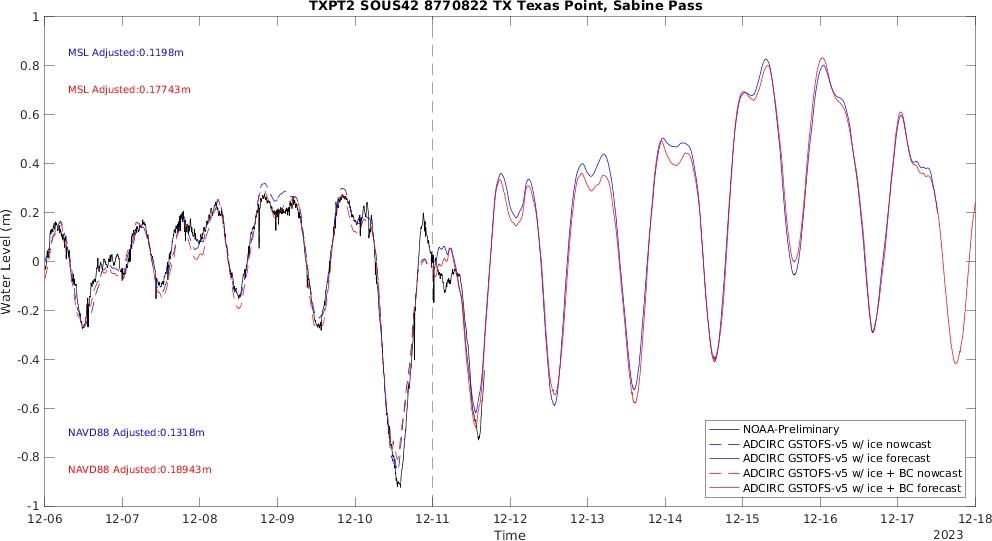 TXPT2 SOUS42 8770822 TX Texas Point, Sabine Pass
1
0.8
0.6
0.4
0.2
0
-0.2
-0.4
-0.6
-0.8
-1
Water Level (m)
MSL Adjusted:0.1198m
MSL Adjusted:0.17743m
NAVD88 Adjusted:0.1318m
NAVD88 Adjusted:0.18943m
NOAA-Preliminary
ADCIRC GSTOFS-v5 w/ ice nowcast
ADCIRC GSTOFS-v5 w/ ice forecast
ADCIRC GSTOFS-v5 w/ ice + BC nowcast
ADCIRC GSTOFS-v5 w/ ice + BC forecast
12-06 12-07 12-08 12-09 12-10 12-11 12-12 12-13 12-14 12-15 12-16 12-17 12-18
Time
2023